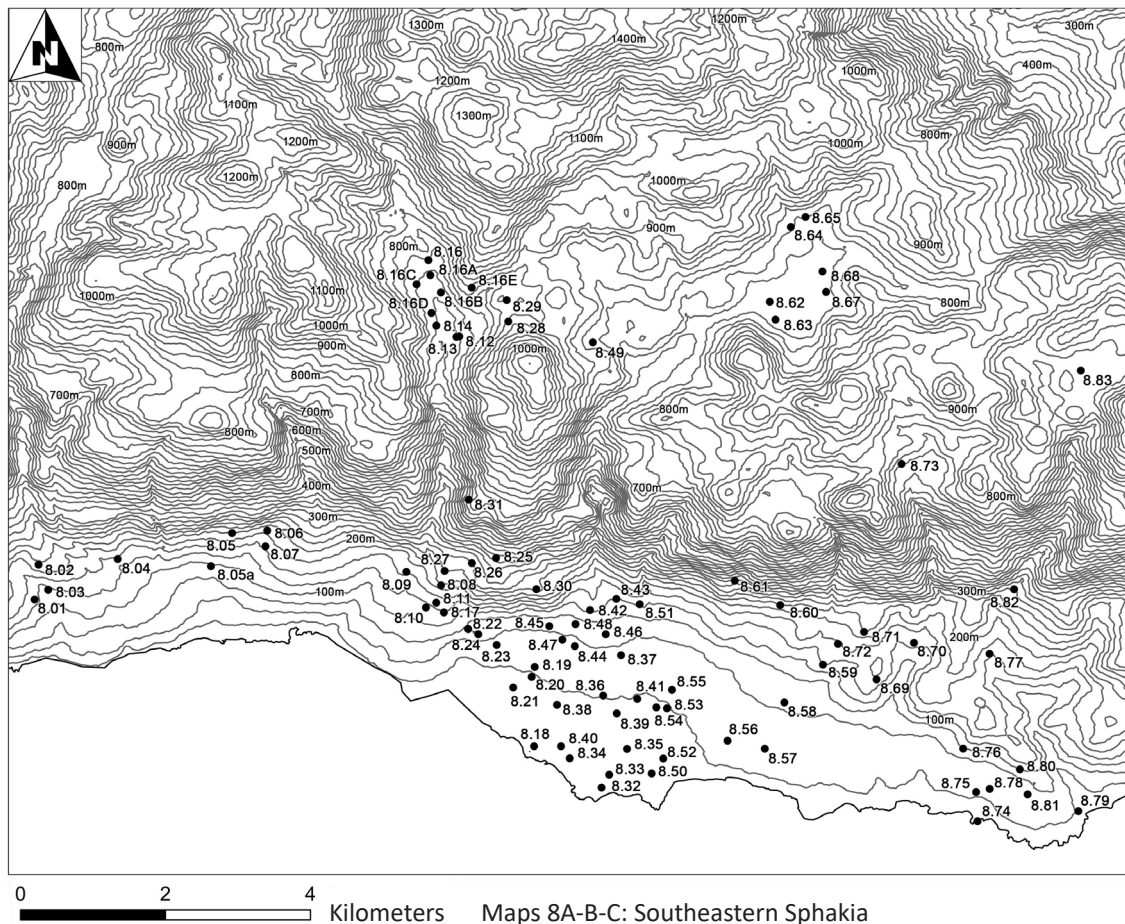 1300m 1200m 300m
800m 1400m
N 400m
1200m 1000m
1100m
1300m
900m 1200m 1100m 800m
1000m
1200m
800m 1000m
8.65
900m 8.64 900m
800m 8.16
8.16A 8.16E 8.68
8.16C
1000m 1100m 8.16B 8.29 8.62 8.67 800m
8.16D 8.28 8.63
1000m 8.14
900m 8.13 8.12 8.49
1000m
800m 8.83
700m 700m 800m 900m
800m 600m
500m
8.73
400m 700m 800m
8.31
300m
8.06
8.05 200m
8.07 8.27 8.25
8.02 8.04 8.05a 8.26 8.61
8.03 8.09 8.08 8.30 8.43 300m
8.01 100m 8.11 8.42 8.51 8.60 8.82
8.10 8.17
8.22 8.45 8.48 8.71 200m
8.24 8.47 8.46 8.72 8.70
8.23 8.44 8.37 8.59 8.77
8.19
8.20 8.36 8.41 8.55 8.69
8.21 8.38 8.39 8.54 8.53 8.58 100m
8.18 8.40 8.35 8.56 8.76
8.34 8.52 8.57
8.33 8.50 8.80
8.32 8.75 8.78
8.81 8.79
8.74
0 2 4
Kilometers Maps 8A-B-C: Southeastern Sphakia